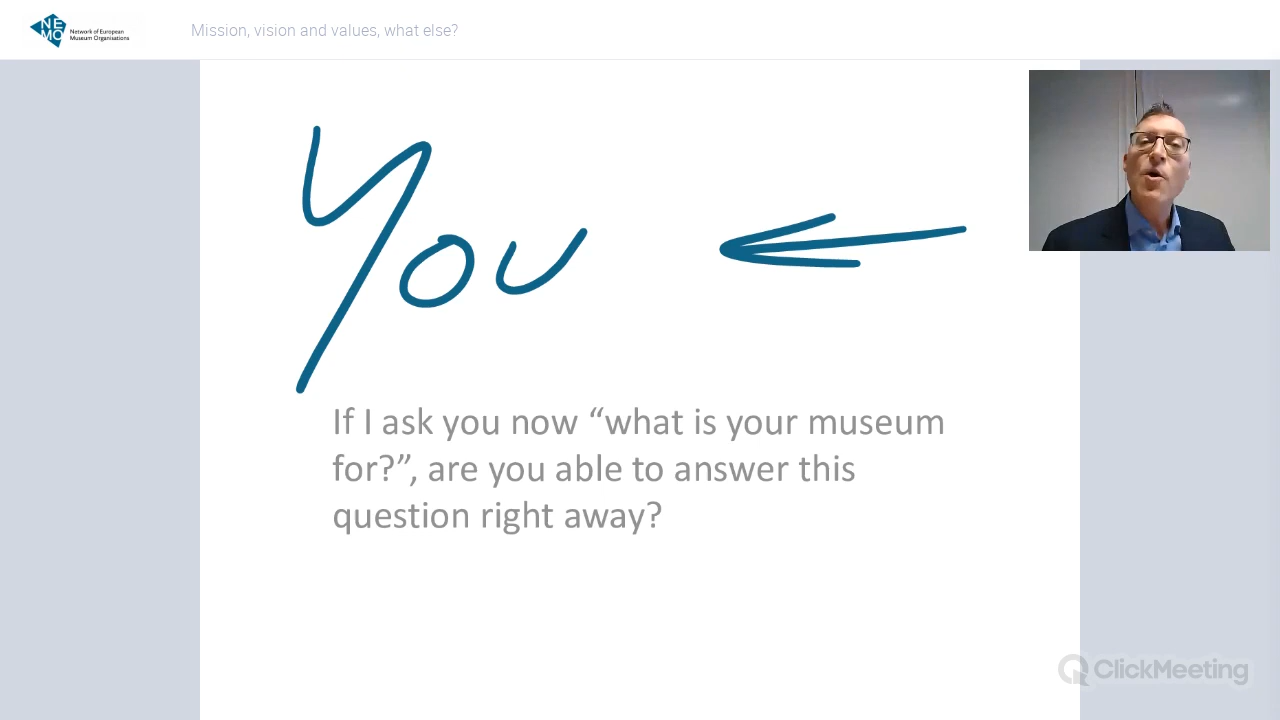 NE
MO
Network of European
Museum Organisations
Mission, vision and values, what else?
You
If I ask you now “what is your museum
for?”, are you able to answer this
question right away?
ClickMeeting